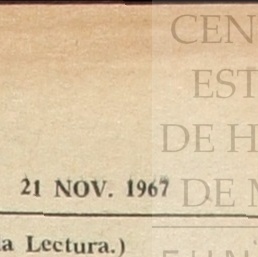 CEN
EST
DE H
21 NOV. 1967
DE M
a Lectura.)